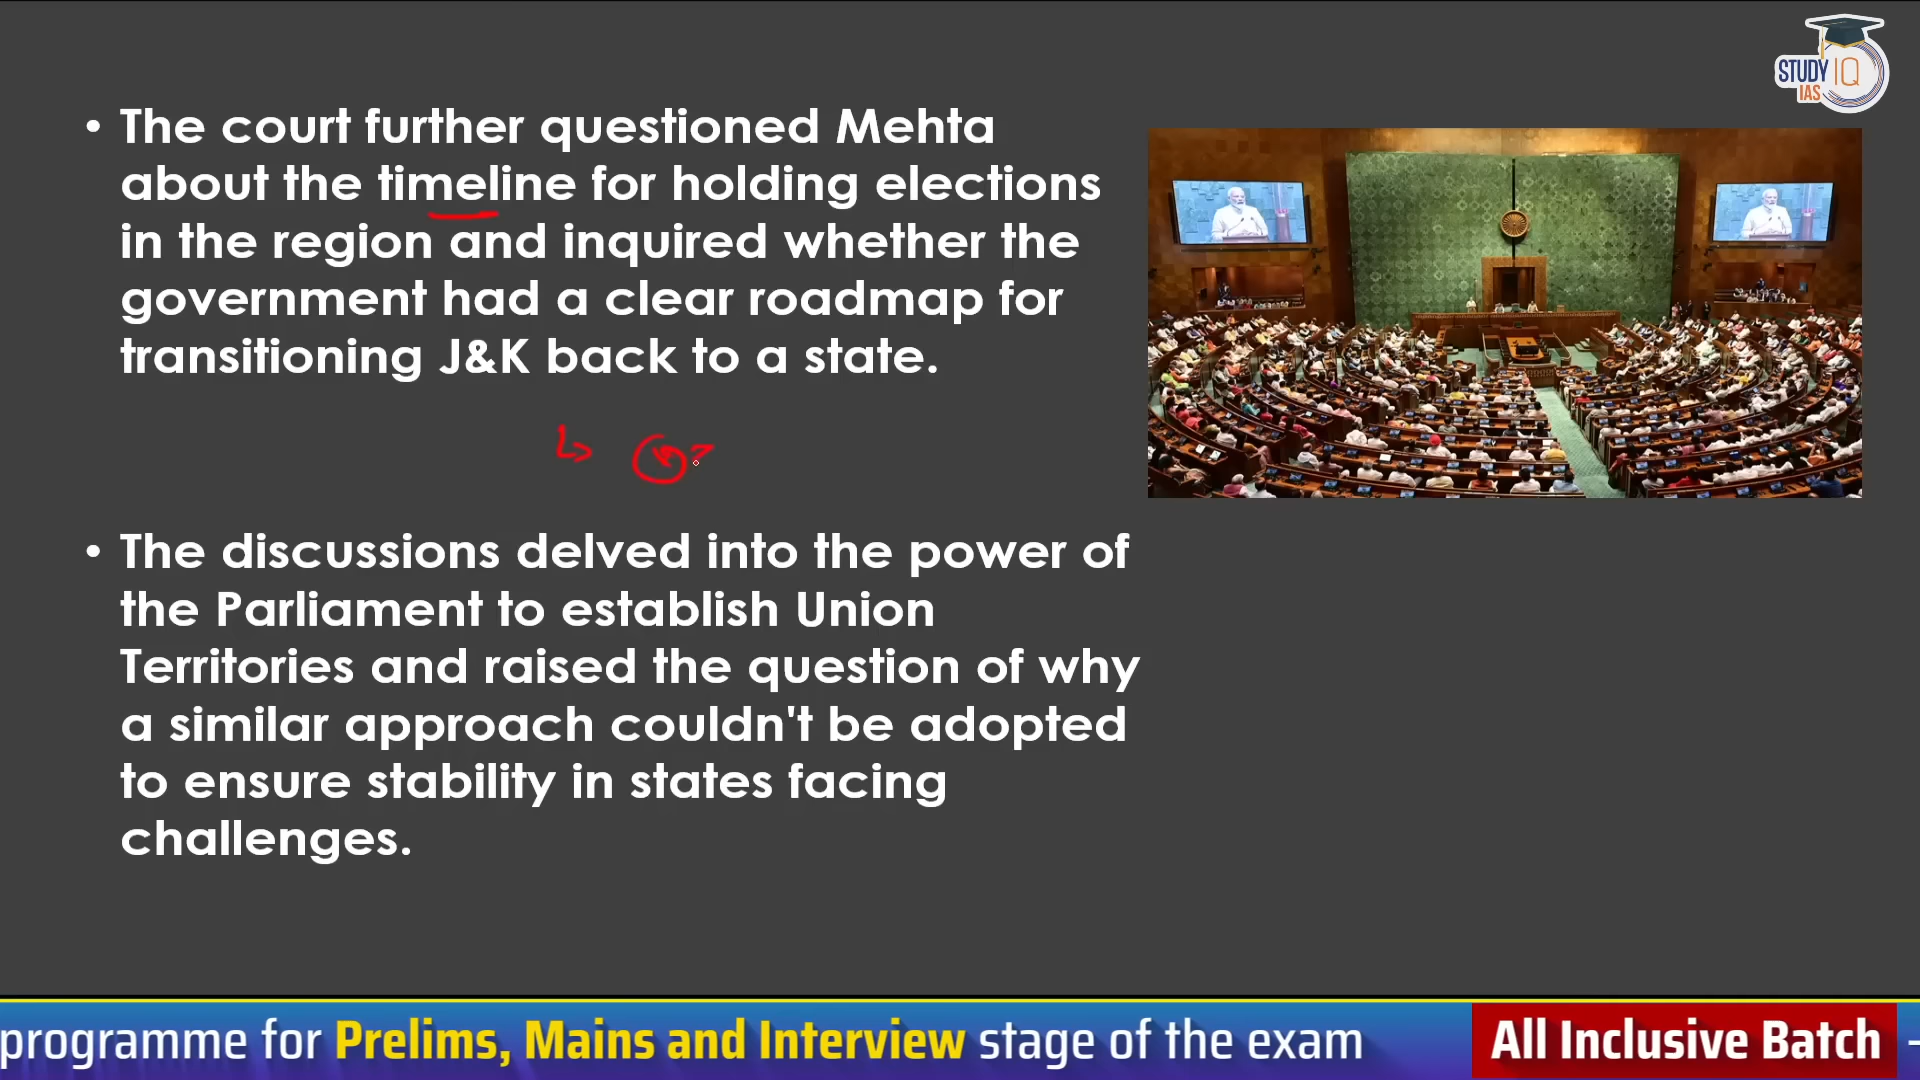 STUDY IQ
IAS
• The court further questioned Mehta
about the timeline for holding elections
in the region and inquired whether the
government had a clear roadmap for
transitioning J&K back to a state.
• The discussions delved into the power of
the Parliament to establish Union
Territories and raised the question of why
a similar approach couldn't be adopted
to ensure stability in states facing
challenges.
programme for Prelims, Mains and Interview stage of the exam All Inclusive Batch -